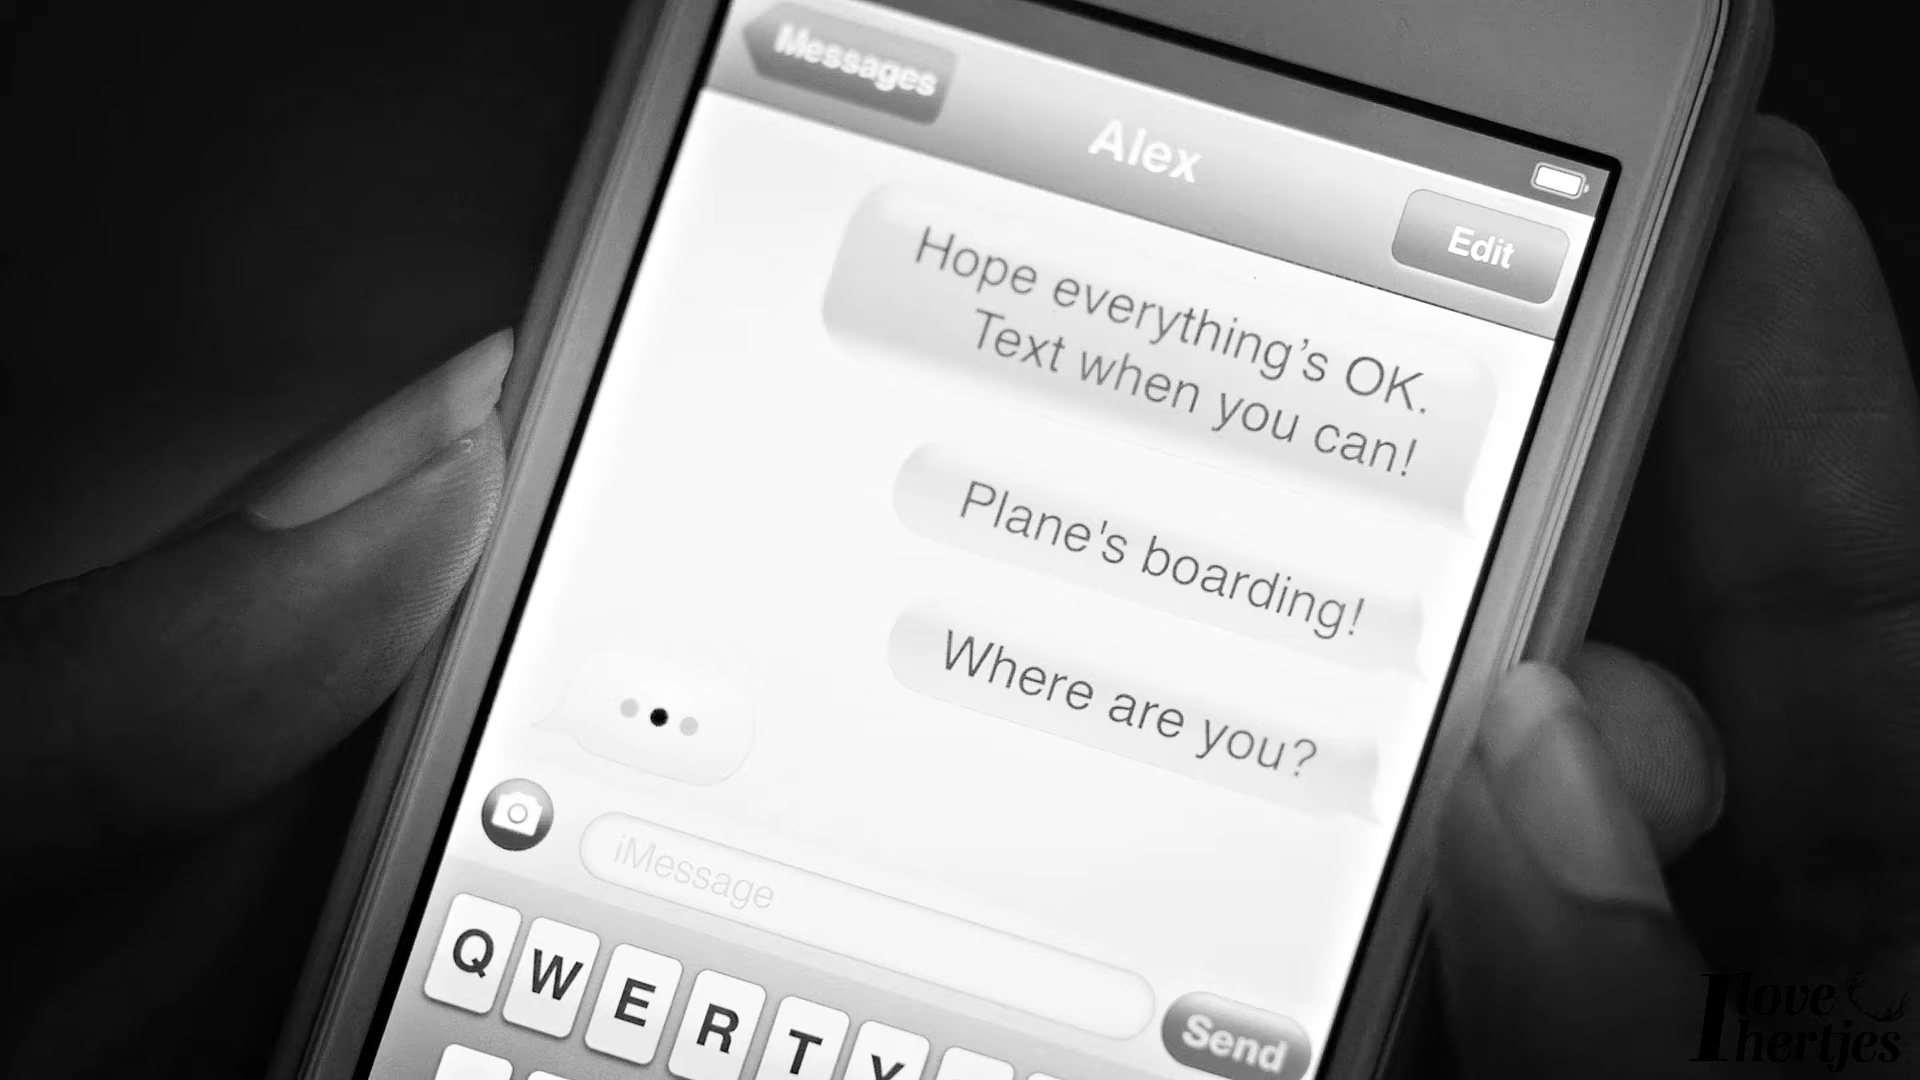 Messages
Alex
Edit
Hope everything's OK.
Text when you can!
Plane's boarding!
Where are you?
iMessage
Send
Q W E R T Y
I love
hertjes